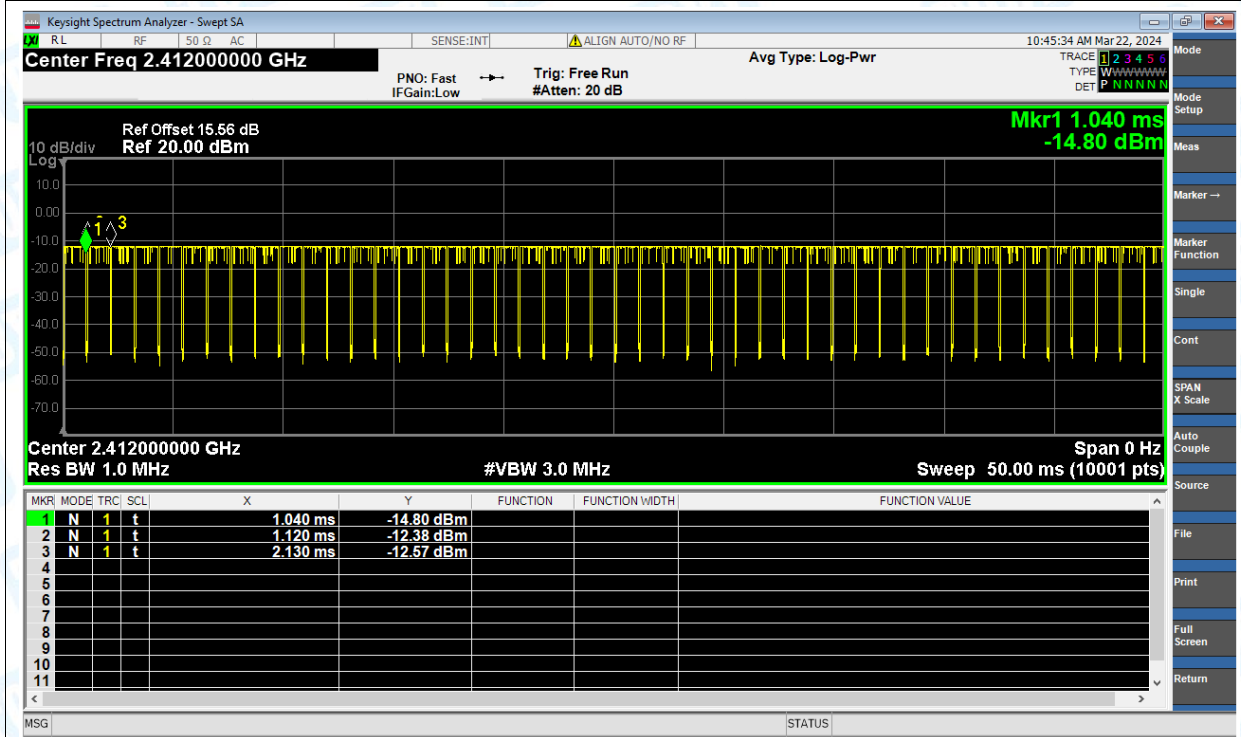 Keysight Spectrum Analyzer - Swept SA
LXI RL RF 50 Ω AC SENSE:INT ALIGN AUTO/NO RF 10:45:34 AM Mar 22, 2024
Center Freq 2.412000000 GHz Avg Type: Log-Pwr TRACE 1 2 3 4 5 6
PNO: Fast Trig: Free Run TYPE WWWWWW
IFGain:Low #Atten: 20 dB DET P N N N N N
Mkr1 1.040 ms
-14.80 dBm
Ref Offset 15.56 dB
10 dB/div Ref 20.00 dBm
Log
10.0
0.00
1 3
-10.0
-20.0
-30.0
-40.0
-50.0
-60.0
-70.0
Center 2.412000000 GHz Span 0 Hz
Res BW 1.0 MHz #VBW 3.0 MHz Sweep 50.00 ms (10001 pts)
MKR MODE TRC SCL X Y FUNCTION FUNCTION WIDTH FUNCTION VALUE
1 N 1 t 1.040 ms -14.80 dBm
2 N 1 t 1.120 ms -12.38 dBm
3 N 1 t 2.130 ms -12.57 dBm
4
5
6
7
8
9
10
11
MSG STATUS
Mode
Mode
Setup
Meas
Marker →
Marker
Function
Single
Cont
SPAN
X Scale
Auto
Couple
Source
File
Print
Full
Screen
Return